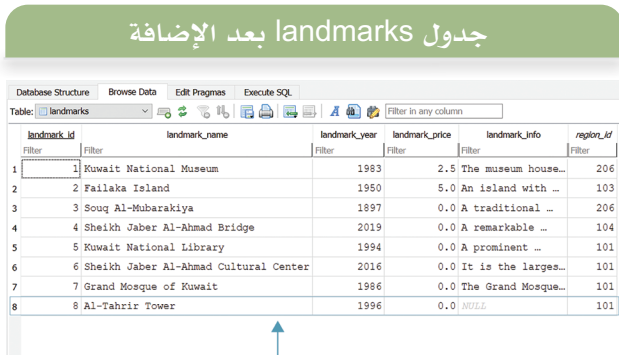 جدول landmarks بعد الإضافة
Database Structure Browse Data Edit Pragmas Execute SQL
Table: landmarks Filter in any column
landmark_id landmark_name landmark_year landmark_price landmark_info region_id
Filter Filter Filter Filter Filter Filter
1 1 Kuwait National Museum 1983 2.5 The museum house… 206
2 2 Failaka Island 1950 5.0 An island with … 103
3 3 Souq Al-Mubarakiya 1897 0.0 A traditional … 206
4 4 Sheikh Jaber Al-Ahmad Bridge 2019 0.0 A remarkable … 104
5 5 Kuwait National Library 1994 0.0 A prominent … 101
6 6 Sheikh Jaber Al-Ahmad Cultural Center 2016 0.0 It is the larges… 101
7 7 Grand Mosque of Kuwait 1986 0.0 The Grand Mosque… 101
8 8 Al-Tahrir Tower 1996 0.0 NULL 101